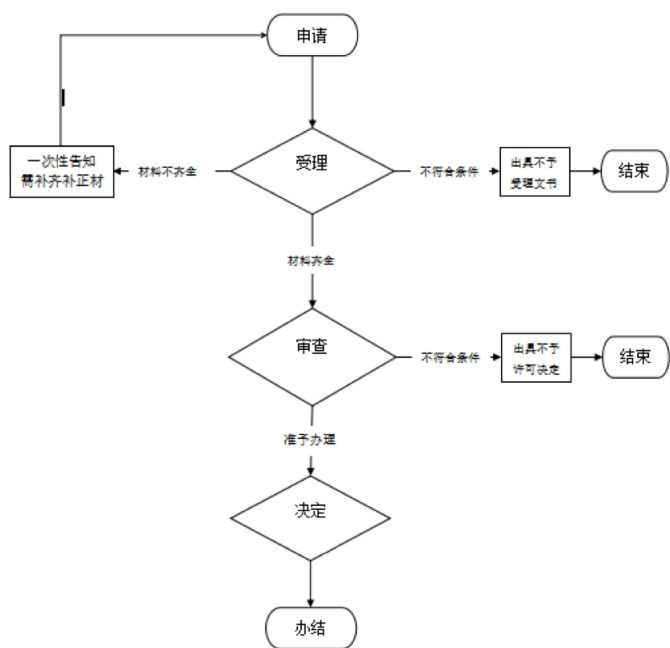 申请
一次性告知
需补齐补正材
材料不齐全
受理
不符合条件
出具不予
受理文书
结束
材料齐全
审查
不符合条件
出具不予
许可决定
结束
准予办理
决定
办结